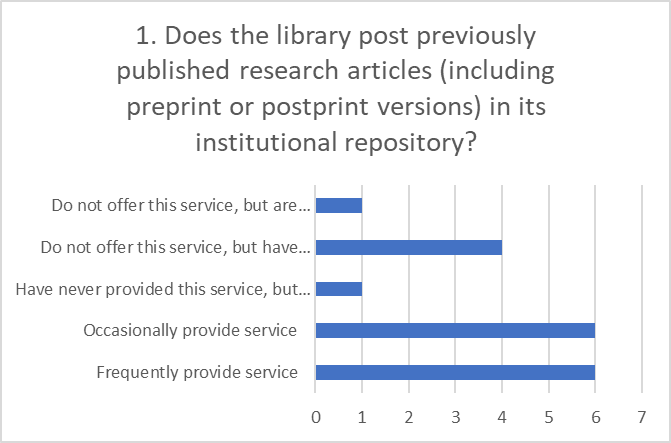 1. Does the library post previously
published research articles (including
preprint or postprint versions) in its
institutional repository?
Do not offer this service, but are…
Do not offer this service, but have…
Have never provided this service, but…
Occasionally provide service
Frequently provide service
0 1 2 3 4 5 6 7